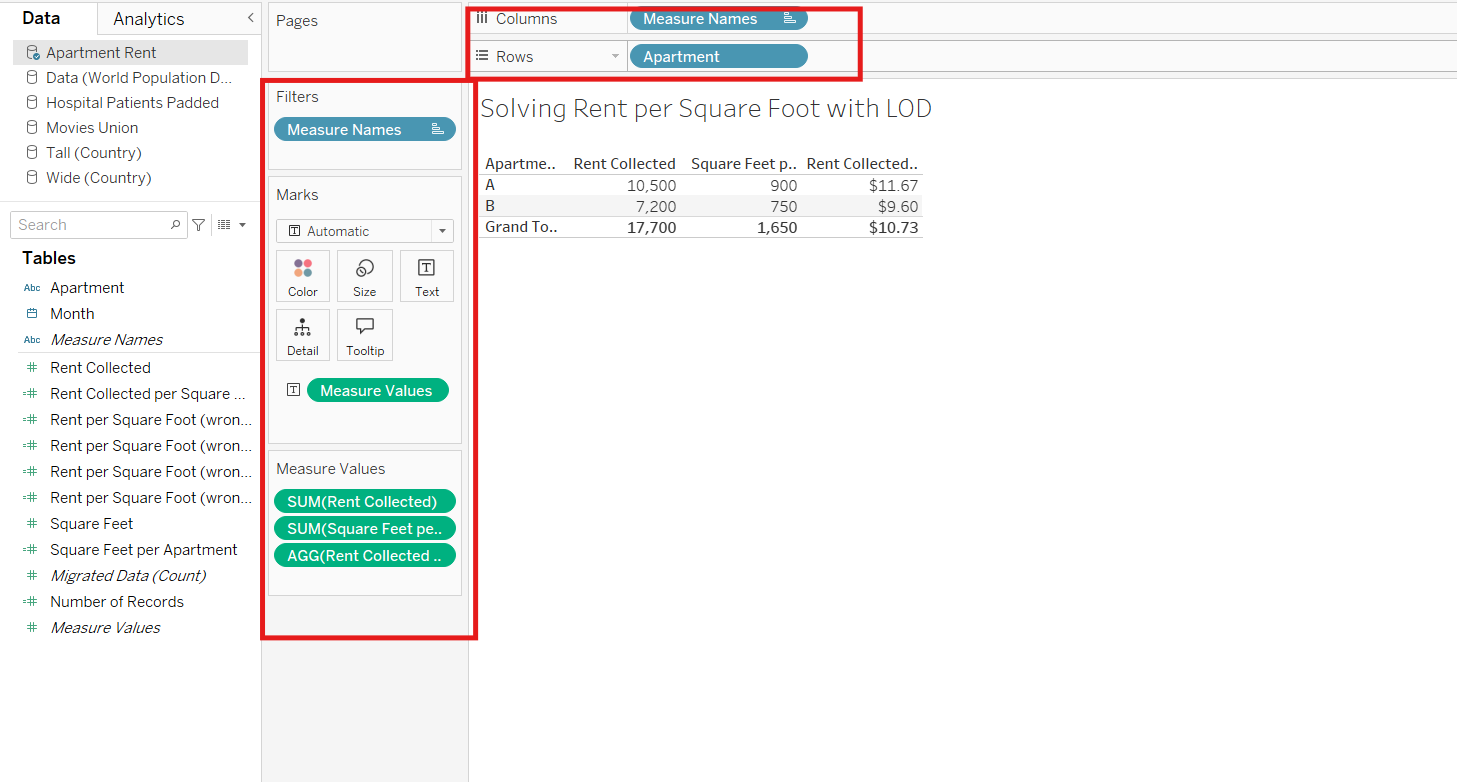 Data Analytics
Apartment Rent
Data (World Population D...
Hospital Patients Padded
Movies Union
Tall (Country)
Wide (Country)
Search
Tables
Abc Apartment
Month
Abc Measure Names
Rent Collected
Rent Collected per Square ...
Rent per Square Foot (wron...
Rent per Square Foot (wron...
Rent per Square Foot (wron...
Rent per Square Foot (wron...
Square Feet
Square Feet per Apartment
Migrated Data (Count)
Number of Records
Measure Values
Pages
Filters
Measure Names
Marks
T Automatic
Color Size Text
Detail Tooltip
T Measure Values
Measure Values
SUM(Rent Collected)
SUM(Square Feet pe..
AGG(Rent Collected ..
Columns Measure Names
Rows Apartment
Solving Rent per Square Foot with LOD
Apartme.. Rent Collected Square Feet p.. Rent Collected..
A 10,500 900 $11.67
B 7,200 750 $9.60
Grand To.. 17,700 1,650 $10.73